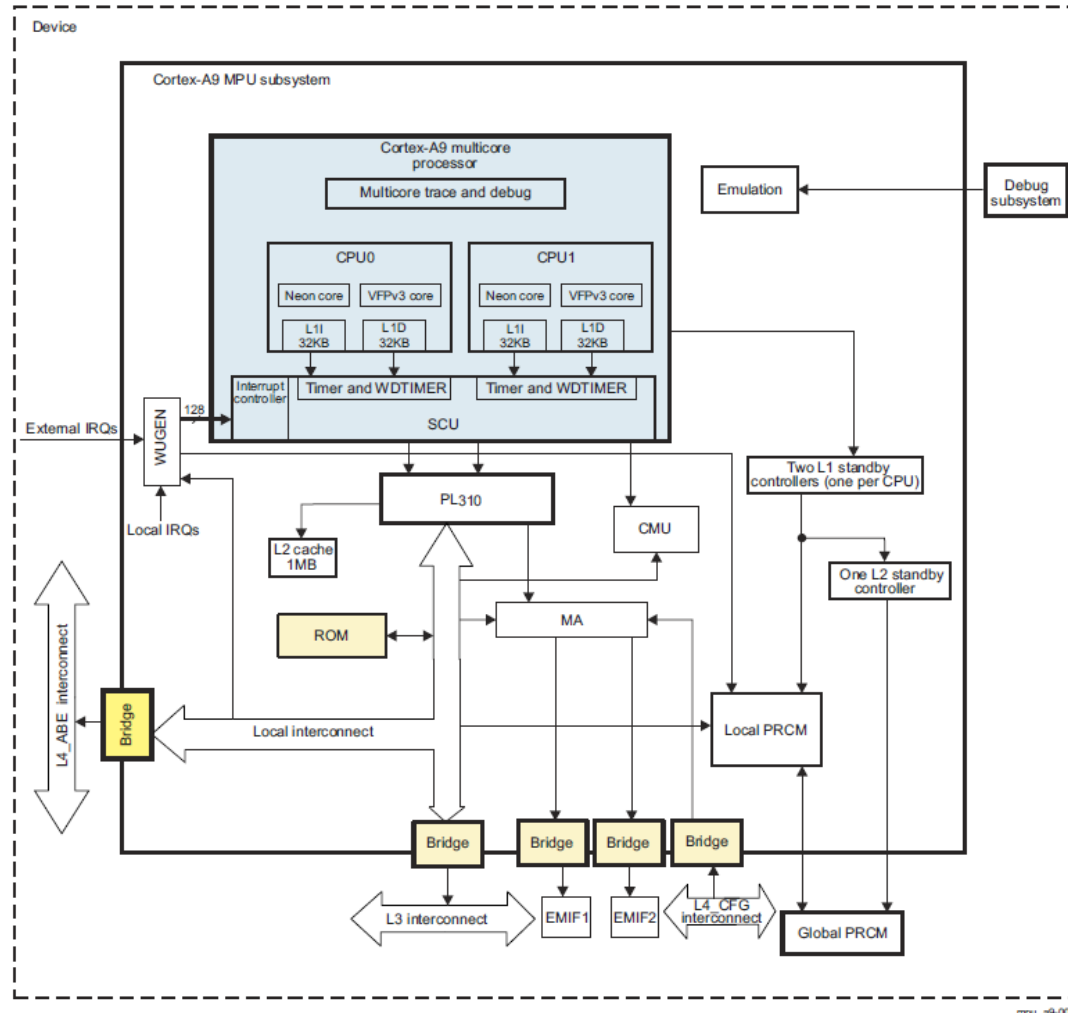 Device
Cortex-A9 MPU subsystem
Cortex-A9 multicore
processor
Multicore trace and debug
Emulation
Debug
subsystem
CPU0
CPU1
Neon core
VFPv3 core
Neon core
VFPv3 core
L1I
32KB
L1D
32KB
L1I
32KB
L1D
32KB
Interrupt
controller
Timer and WDTIMER
Timer and WDTIMER
SCU
128
External IRQs
WUGEN
Local IRQs
Two L1 standby
controllers (one per CPU)
PL310
CMU
L2 cache
1MB
One L2 standby
controller
MA
ROM
L4_ABE interconnect
Bridge
Local interconnect
Local PRCM
Bridge
Bridge
Bridge
Bridge
L3 interconnect
EMIF1
EMIF2
L4_CFG
interconnect
Global PRCM